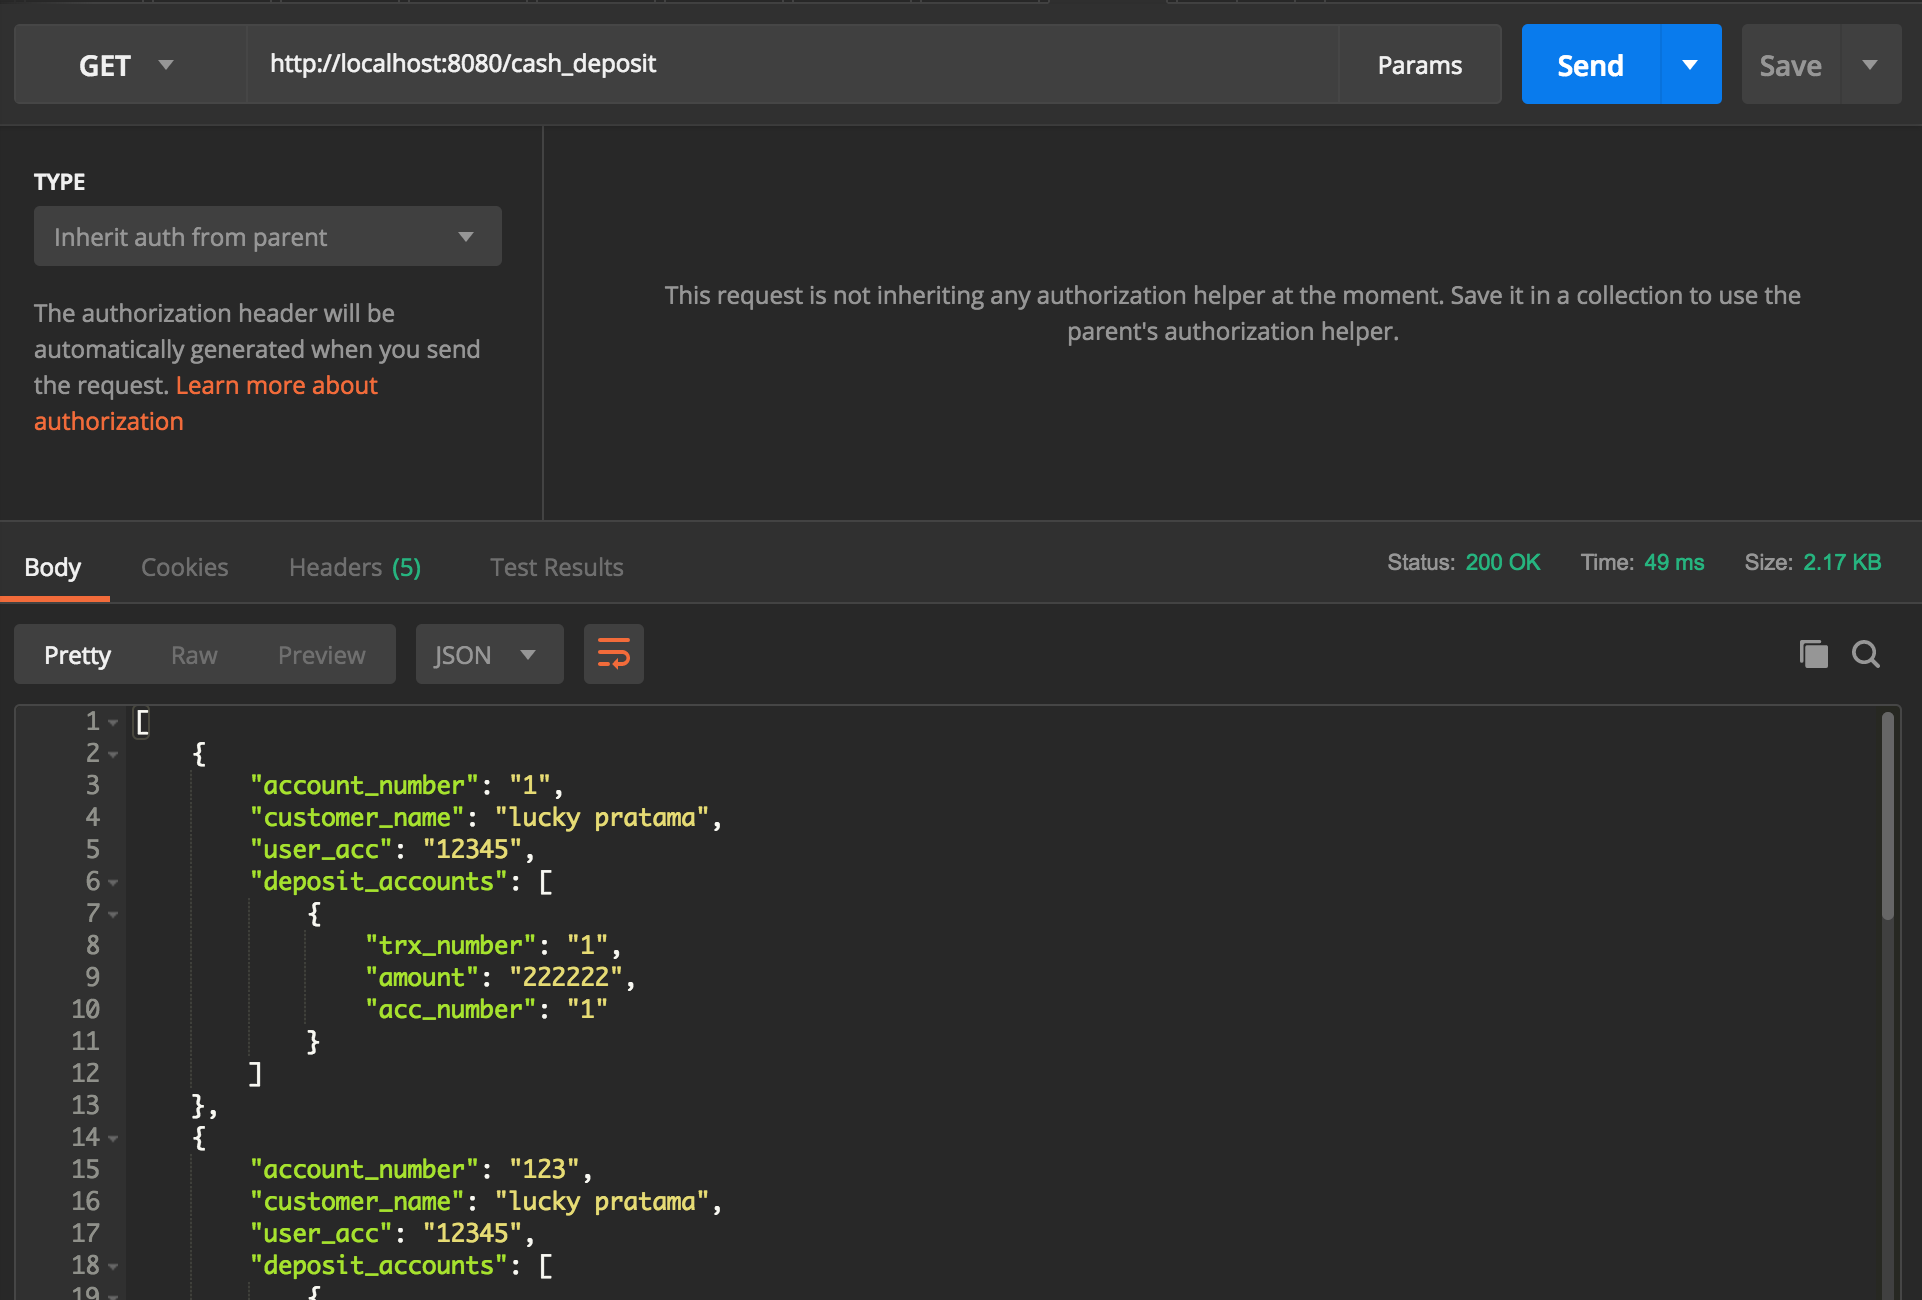 GET http://localhost:8080/cash_deposit Params Send Save
TYPE
Inherit auth from parent
The authorization header will be
automatically generated when you send
the request. Learn more about
authorization
This request is not inheriting any authorization helper at the moment. Save it in a collection to use the
parent's authorization helper.
Body Cookies Headers (5) Test Results Status: 200 OK Time: 49 ms Size: 2.17 KB
Pretty Raw Preview JSON
1 [
2 {
3 "account_number": "1",
4 "customer_name": "lucky pratama",
5 "user_acc": "12345",
6 "deposit_accounts": [
7 {
8 "trx_number": "1",
9 "amount": "222222",
10 "acc_number": "1"
11 }
12 ]
13 },
14 {
15 "account_number": "123",
16 "customer_name": "lucky pratama",
17 "user_acc": "12345",
18 "deposit_accounts": [
19 {